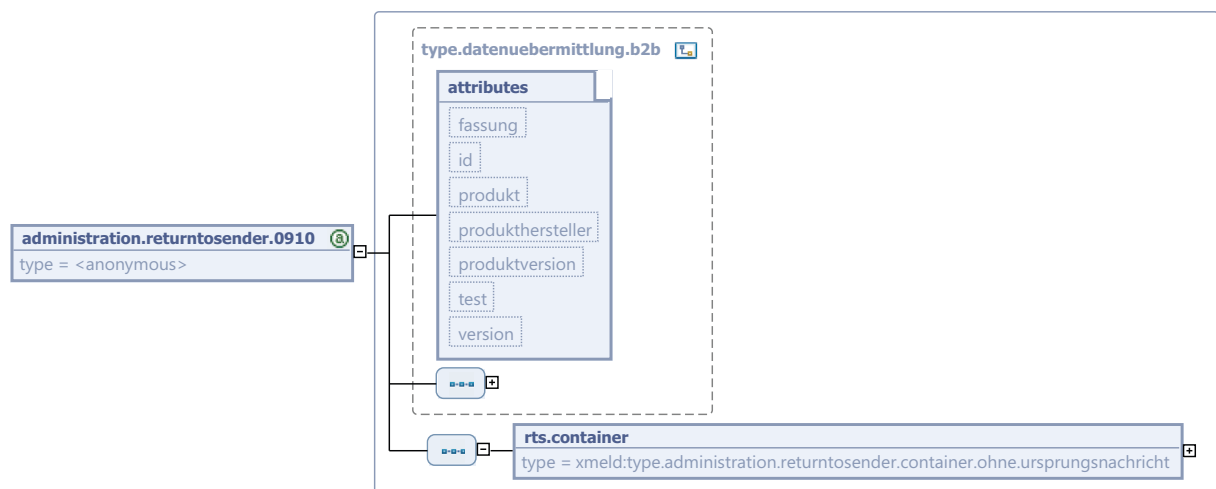 type.datenuebermittlung.b2b
attributes
fassung
id
produkt
produkthersteller
produktversion
test
version
administration.returntosender.0910
type = <anonymous>
rts.container
type = xmeld:type.administration.returntosender.container.ohne.ursprungsnachricht